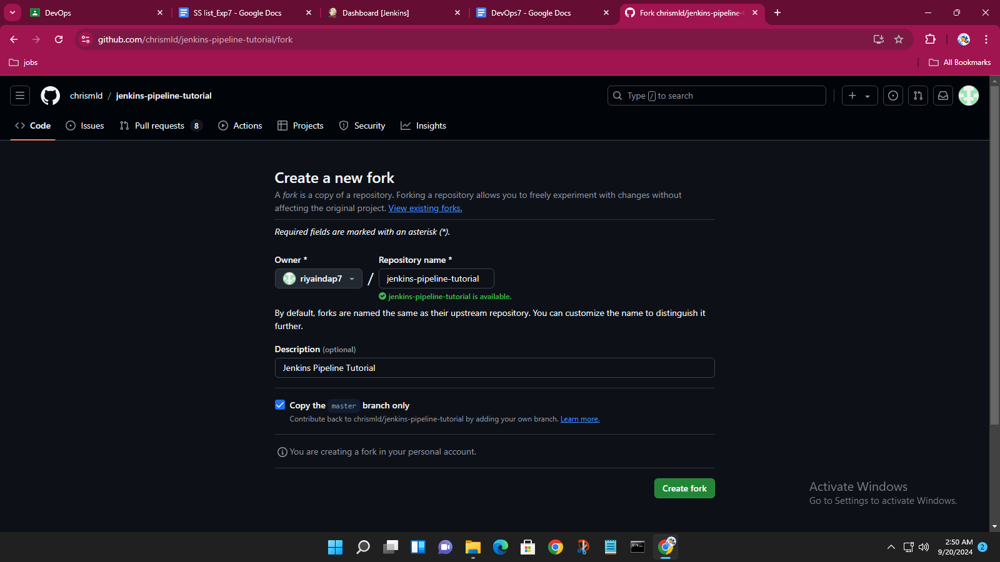 DevOps
SS list_Exp7 - Google Docs
Dashboard [Jenkins]
DevOps7 - Google Docs
Fork chrismld/jenkins-pipeline-t
github.com/chrismld/jenkins-pipeline-tutorial/fork
jobs
All Bookmarks
chrismld / jenkins-pipeline-tutorial
Type / to search
Code
Issues
Pull requests 8
Actions
Projects
Security
Insights
Create a new fork
A fork is a copy of a repository. Forking a repository allows you to freely experiment with changes without
affecting the original project. View existing forks.
Required fields are marked with an asterisk (*).
Owner *
Repository name *
riyaindap7 / jenkins-pipeline-tutorial
jenkins-pipeline-tutorial is available.
By default, forks are named the same as their upstream repository. You can customize the name to distinguish it
further.
Description (optional)
Jenkins Pipeline Tutorial
Copy the master branch only
Contribute back to chrismld/jenkins-pipeline-tutorial by adding your own branch. Learn more.
You are creating a fork in your personal account.
Create fork
Activate Windows
Go to Settings to activate Windows.
2:50 AM
9/20/2024
2